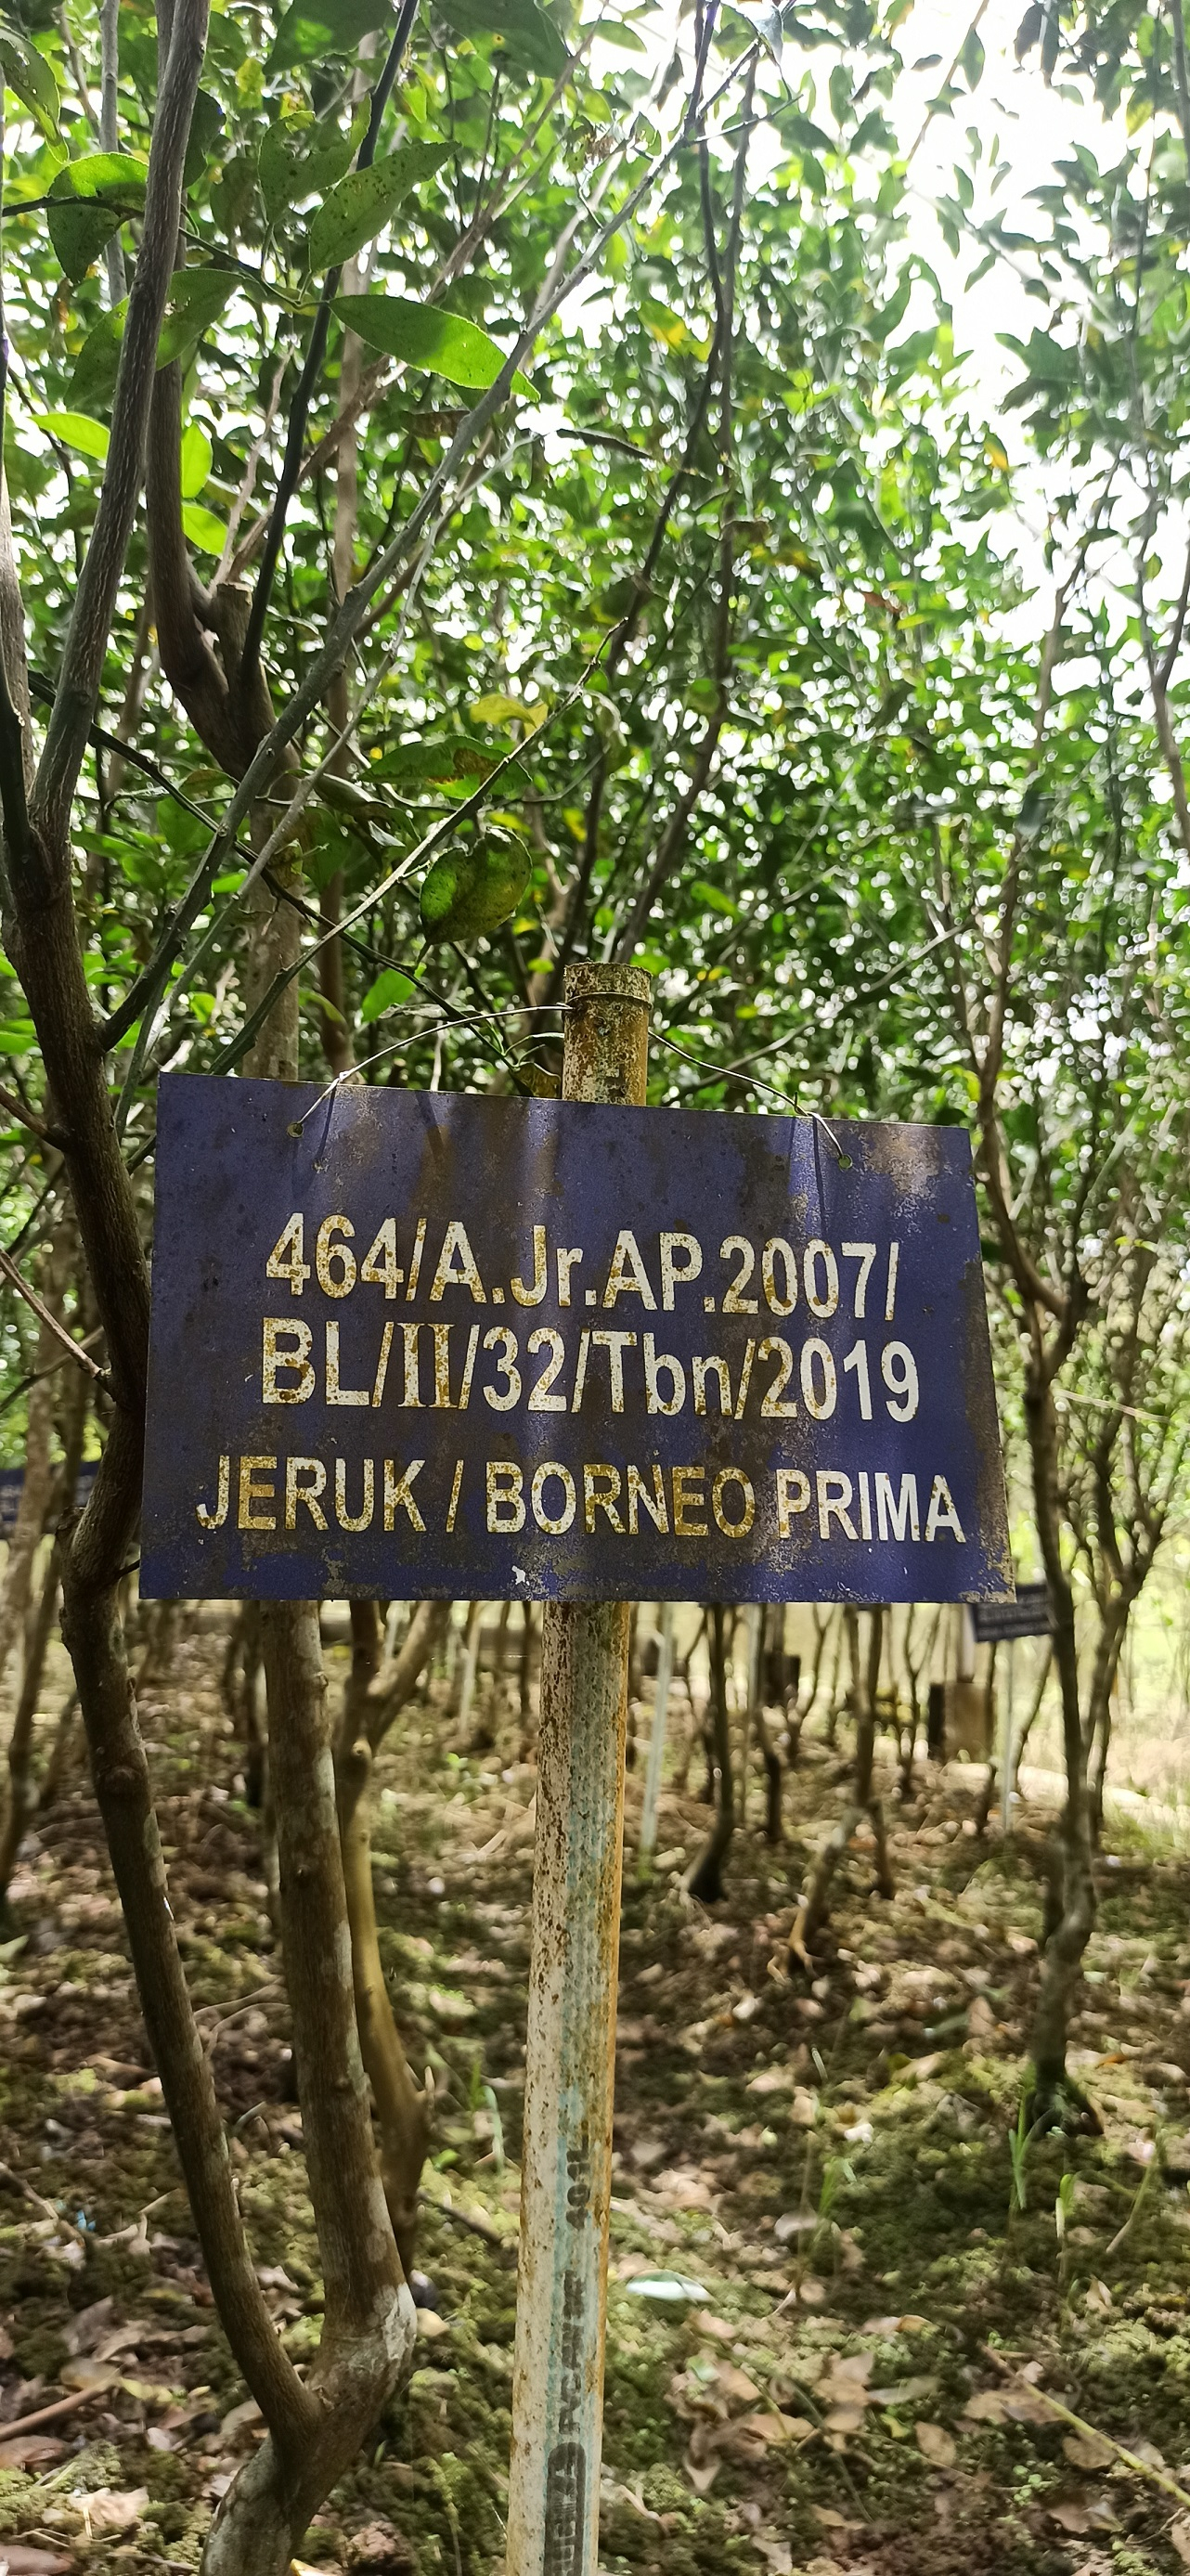 464/A.Jr.AP.2007/
BL/II/32/Tbn/2019
JERUK / BORNEO PRIMA